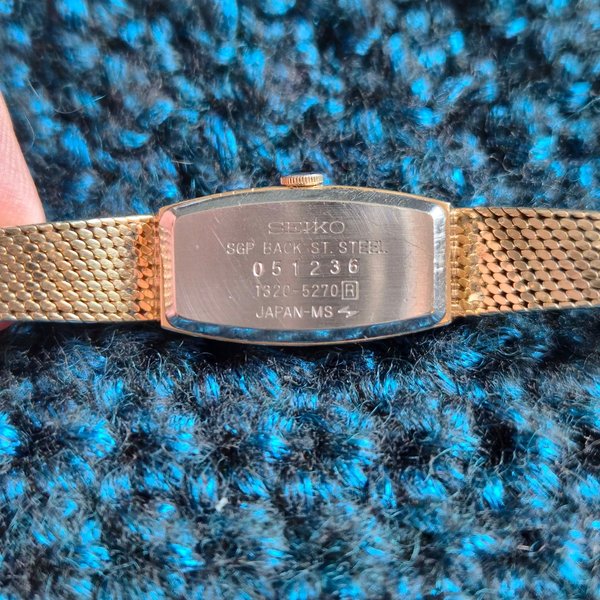 SEIKO
SGP BACK ST. STEEL
051236
1320-5270 R
JAPAN-MS